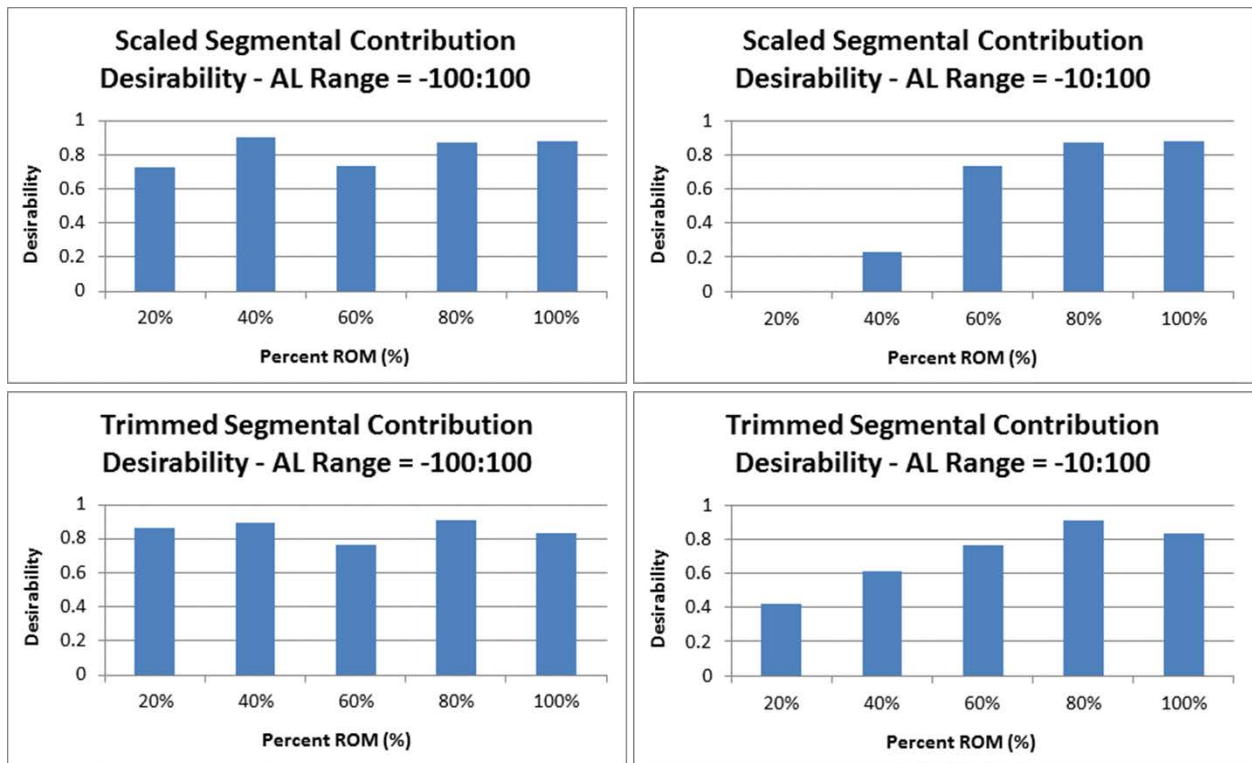 Scaled Segmental Contribution
Desirability - AL Range = -100:100
1
0.8
0.6
0.4
0.2
0
Desirability
20% 40% 60% 80% 100%
Percent ROM (%)
Scaled Segmental Contribution
Desirability - AL Range = -10:100
1
0.8
0.6
0.4
0.2
0
Desirability
20% 40% 60% 80% 100%
Percent ROM (%)
Trimmed Segmental Contribution
Desirability - AL Range = -100:100
1
0.8
0.6
0.4
0.2
0
Desirability
20% 40% 60% 80% 100%
Percent ROM (%)
Trimmed Segmental Contribution
Desirability - AL Range = -10:100
1
0.8
0.6
0.4
0.2
0
Desirability
20% 40% 60% 80% 100%
Percent ROM (%)